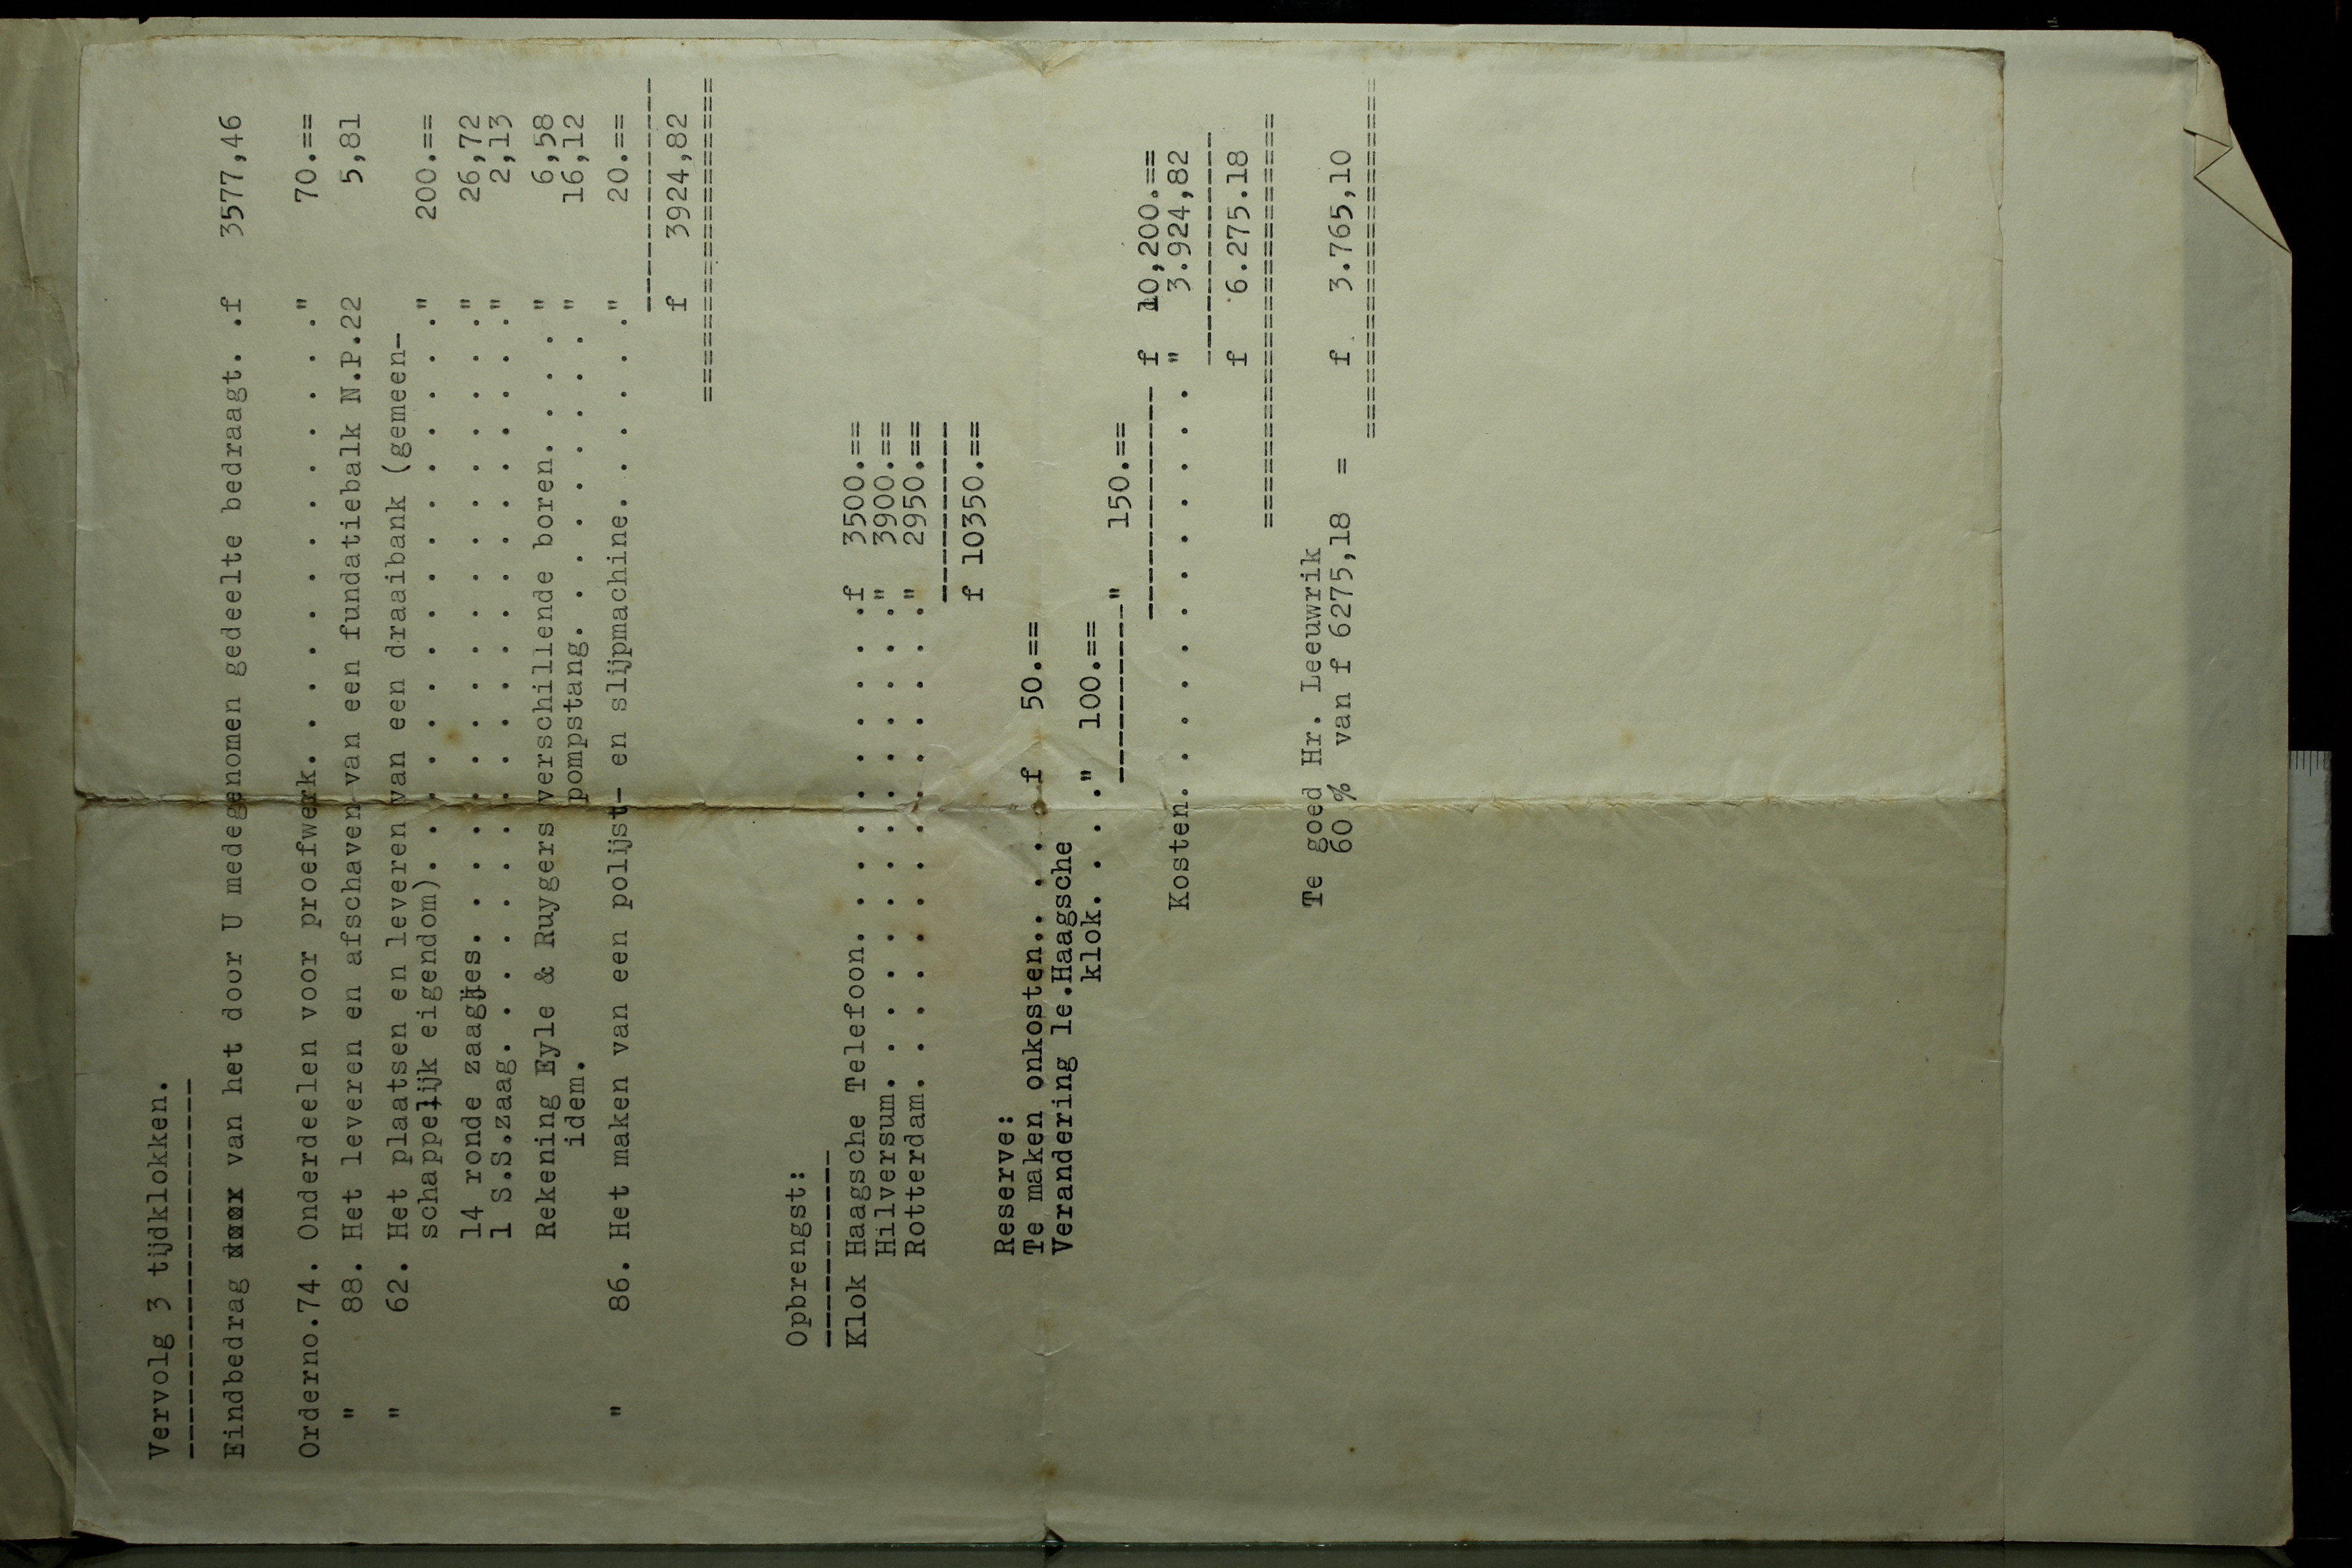 Vervolg 3 tijdklokken.
Eindbedrag van het door U medegenomen gedeelte bedraagt. .f 3577,46
Orderno.74. Onderdeelen voor proefwerk. . . . . . . . . . . . ." 70.==
" 88. Het leveren en afschaven van een fundatiebalk N.P.22 5,81
" 62. Het plaatsen en leveren van een draaibank (gemeen-
schappelijk eigendom). . . . . . . . . . . . . . ." 200.==
14 ronde zaagjes. . . . . . . . . . . . . . . . . ." 26,72
1 S.S.zaag. . . . . . . . . . . . . . . . . . . . ." 2,13
Rekening Eyle & Ruygers verschillende boren. . . . " 6,58
idem. pompstang. . . . . . . . . " 16,12
" 86. Het maken van een polijst- en slijpmachine. . . . . ." 20.==
f 3924,82
Opbrengst:
Klok Haagsche Telefoon. . . . . . . . . .f 3500.==
Hilversum. . . . . . . . . . . . . ." 3900.==
Rotterdam. . . . . . . . . . . . . ." 2950.==
f 10350.==
Reserve:
Te maken onkosten.. . . . f 50.==
Verandering le.Haagsche
klok. . . ." 100.==
" 150.==
f 10,200.==
Kosten. . . . . . . . . . . . " 3.924,82
f 6.275.18
Te goed Hr. Leeuwrik
60 % van f 6275,18 = f 3.765,10